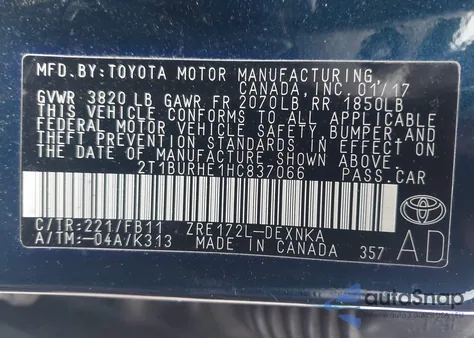 MFD.BY:TOYOTA MOTOR MANUFACTURING,
CANADA,INC.01/17
GVWR 3820 LB GAWR FR 2070LB RR 1850LB
THIS VEHICLE CONFORMS TO ALL APPLICABLE
FEDERAL MOTOR VEHICLE SAFETY, BUMPER AND
THEFT PREVENTION STANDARDS IN EFFECT ON
THE DATE OF MANUFACTURE SHOWN ABOVE.
2T1BURHE1HC837066 PASS.CAR
C/TR:221/FB11 ZRE172L-DEXNKA
A/TM:-04A/K313 MADE IN CANADA 357 AD
autoSnap